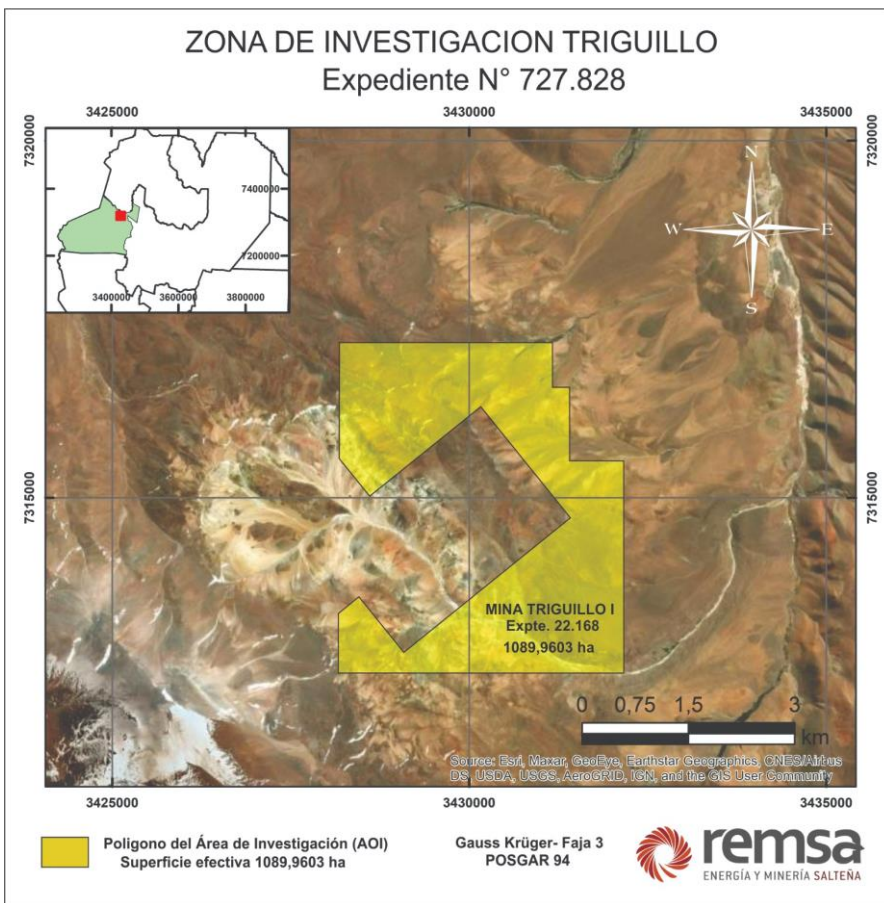 ZONA DE INVESTIGACION TRIGUILLO
Expediente N° 727.828
3425000 3430000 3435000
7320000 7320000
7400000
7200000
3400000 3600000 3800000
N
W E
S
7315000 7315000
MINA TRIGUILLO I
Expte. 22.168
1089,9603 ha
0 0,75 1,5 3
km
Source: Esri, Maxar, GeoEye, Earthstar Geographics, CNES/Airbus
DS, USDA, USGS, AeroGRID, IGN, and the GIS User Community
3425000 3430000 3435000
Poligono del Área de Investigación (AOI)
Superficie efectiva 1089,9603 ha
Gauss Krüger- Faja 3
POSGAR 94
remsa
ENERGÍA Y MINERÍA SALTEÑA